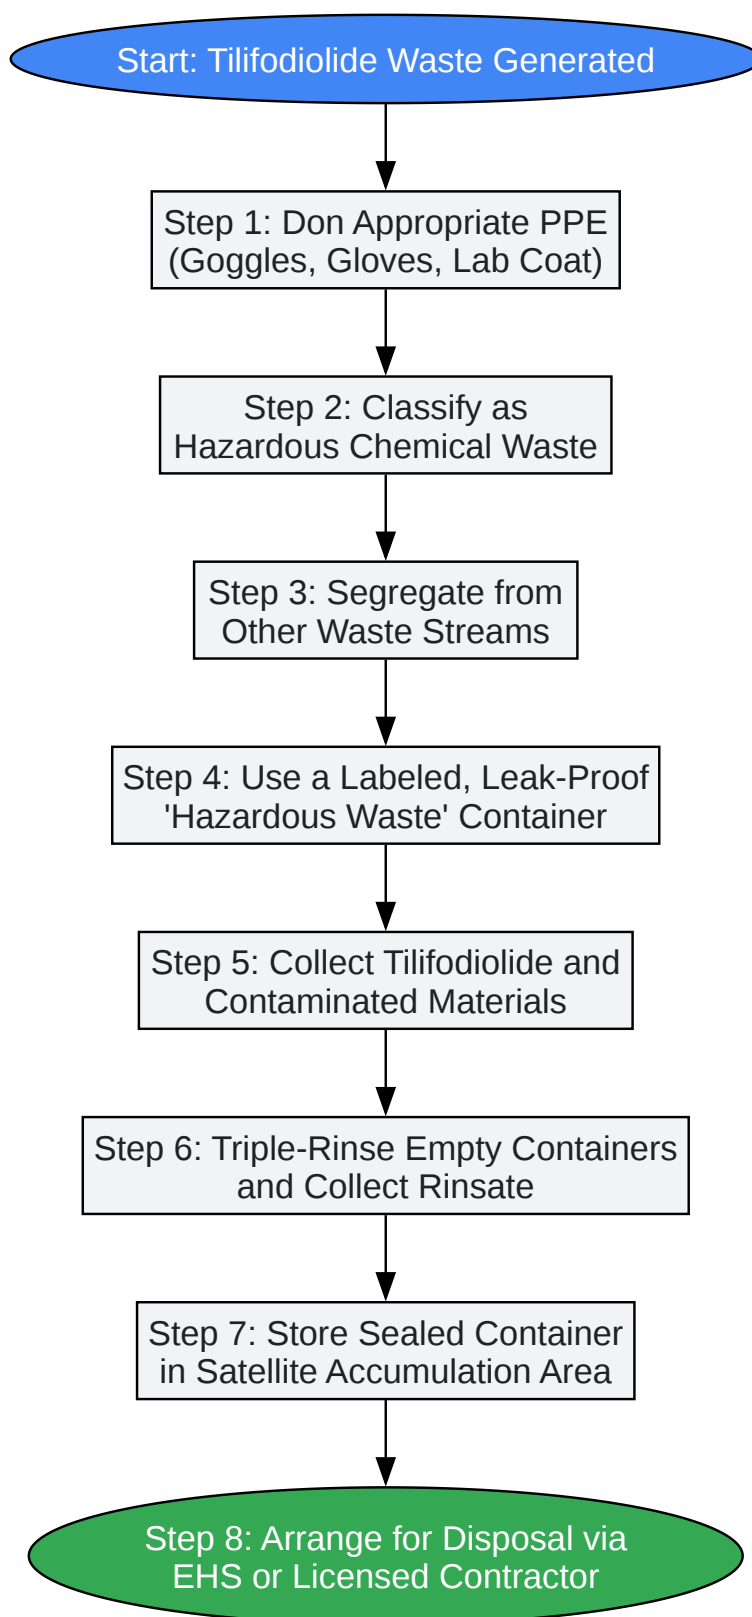 Start: Tilifodiolide Waste Generated
Step 1: Don Appropriate PPE
(Goggles, Gloves, Lab Coat)
Step 2: Classify as
Hazardous Chemical Waste
Step 3: Segregate from
Other Waste Streams
Step 4: Use a Labeled, Leak-Proof
'Hazardous Waste' Container
Step 5: Collect Tilifodiolide and
Contaminated Materials
Step 6: Triple-Rinse Empty Containers
and Collect Rinsate
Step 7: Store Sealed Container
in Satellite Accumulation Area
Step 8: Arrange for Disposal via
EHS or Licensed Contractor